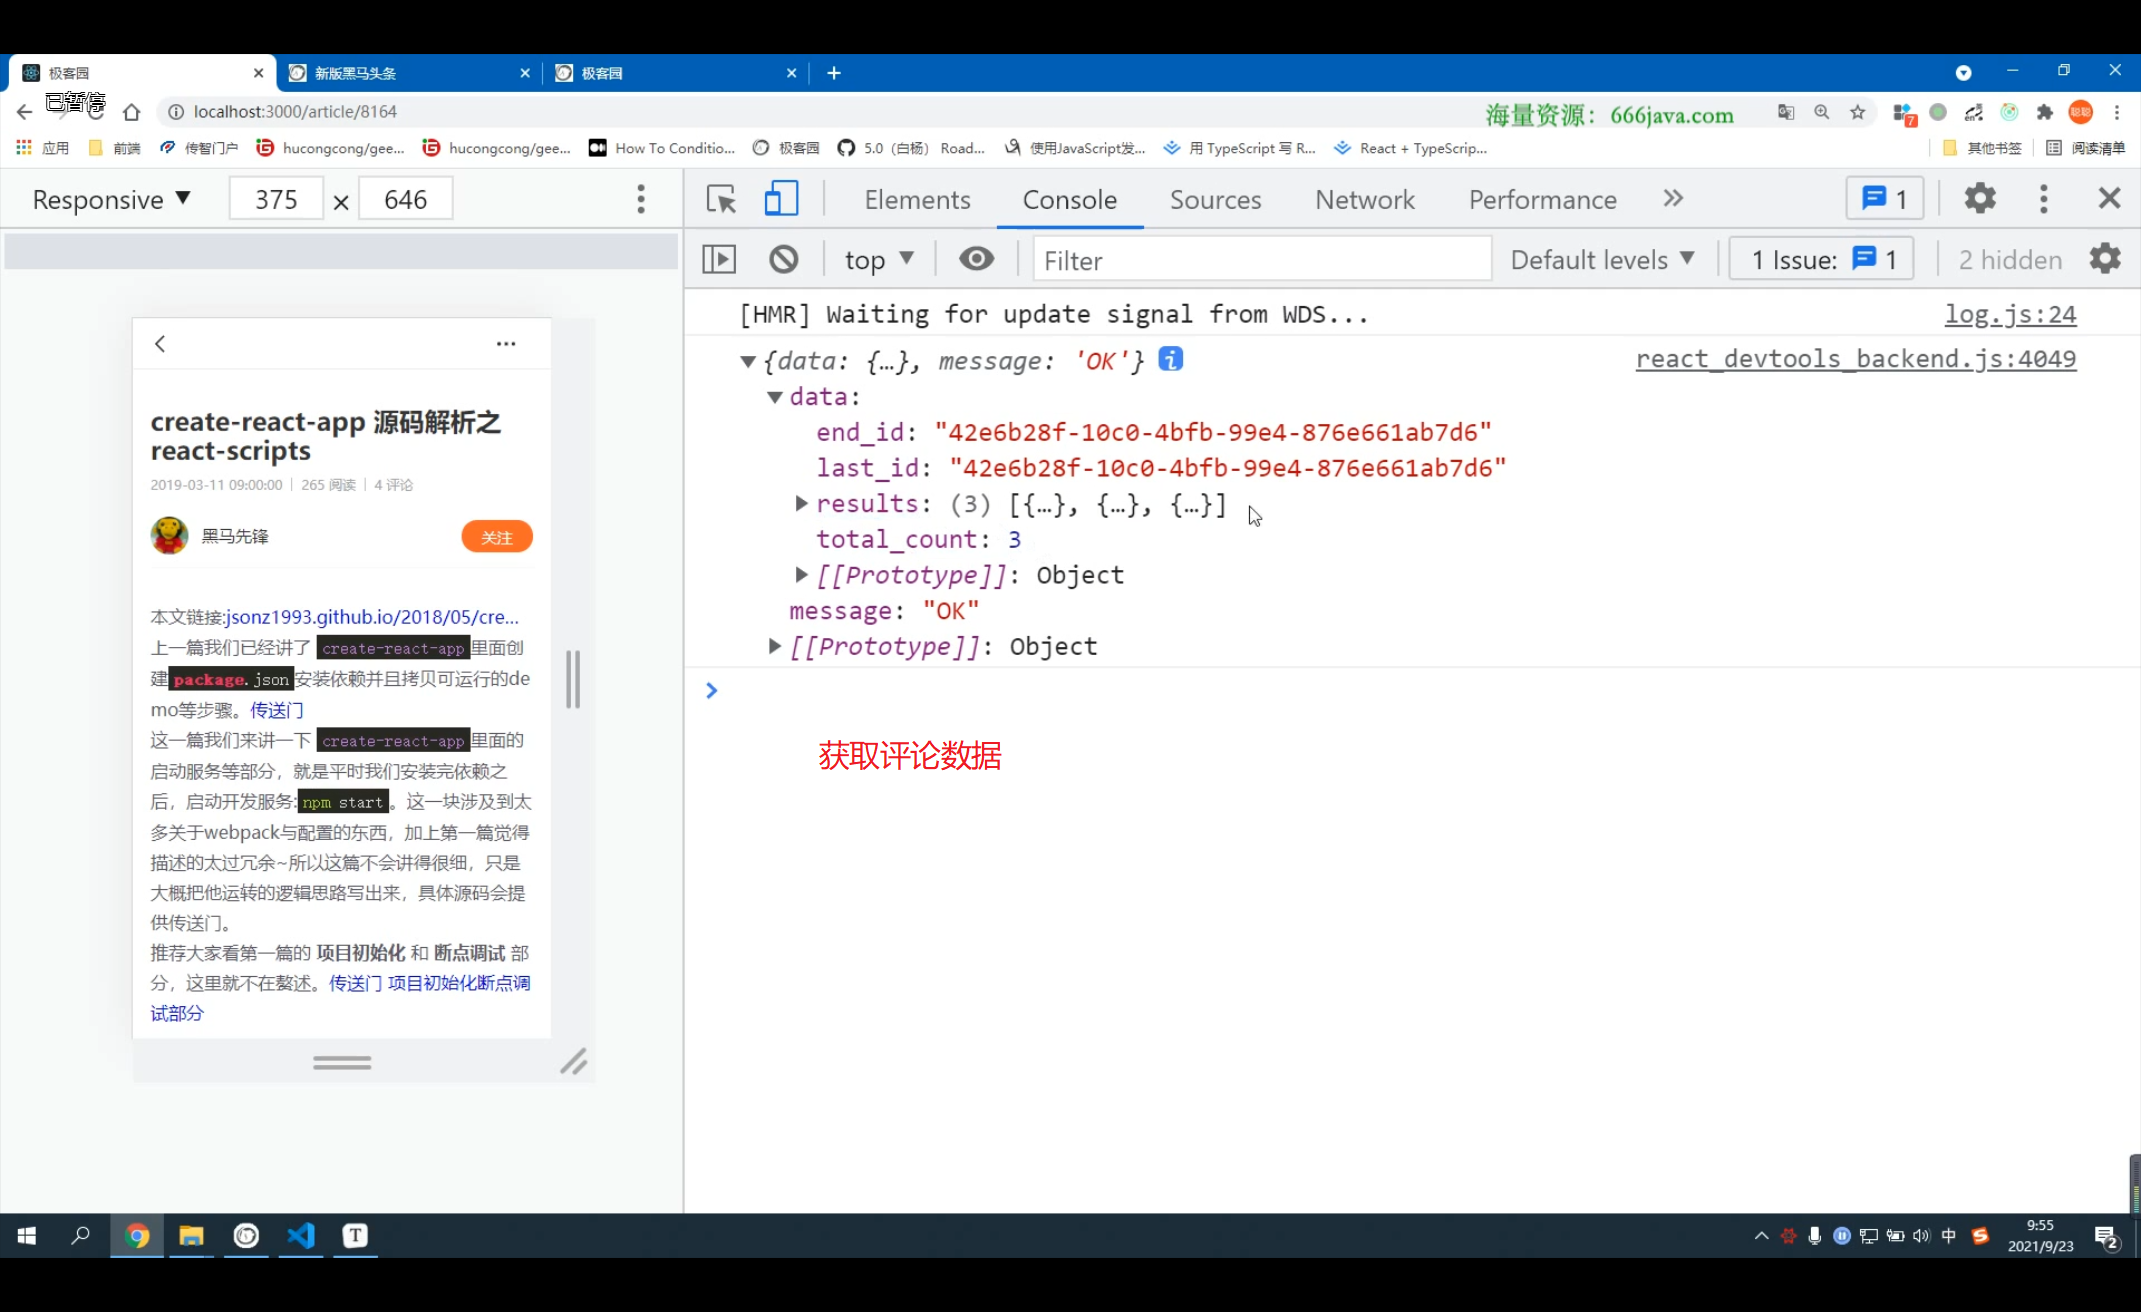 极客园
新版黑马头条
极客园
已暂停
localhost:3000/article/8164
海量资源：666java.com
7
聪聪
应用
前端
传智门户
hucongcong/gee...
hucongcong/gee...
How To Conditio...
极客园
5.0（白杨） Road...
使用JavaScript发...
用 TypeScript 写 R...
React + TypeScrip...
其他书签
阅读清单
Responsive ▼
375 × 646
Elements
Console
Sources
Network
Performance
»
1
top ▼
Filter
Default levels ▼
1 Issue: 1
2 hidden
[HMR] Waiting for update signal from WDS...
log.js:24
▼{data: {…}, message: 'OK'} i
react_devtools_backend.js:4049
▼data:
end_id: "42e6b28f-10c0-4bfb-99e4-876e661ab7d6"
last_id: "42e6b28f-10c0-4bfb-99e4-876e661ab7d6"
▶results: (3) [{…}, {…}, {…}]
total_count: 3
▶[[Prototype]]: Object
message: "OK"
▶[[Prototype]]: Object
获取评论数据
create-react-app 源码解析之
react-scripts
2019-03-11 09:00:00 | 265 阅读 | 4 评论
黑马先锋
关注
本文链接:jsonz1993.github.io/2018/05/cre...
上一篇我们已经讲了 create-react-app 里面创
建 package.json 安装依赖并且拷贝可运行的de
mo等步骤。传送门
这一篇我们来讲一下 create-react-app 里面的
启动服务等部分，就是平时我们安装完依赖之
后，启动开发服务:npm start。这一块涉及到太
多关于webpack与配置的东西，加上第一篇觉得
描述的太过冗余~所以这篇不会讲得很细，只是
大概把他运转的逻辑思路写出来，具体源码会提
供传送门。
推荐大家看第一篇的 项目初始化 和 断点调试 部
分，这里就不在鳌述。传送门 项目初始化断点调
试部分
T
中
9:55
2021/9/23
2